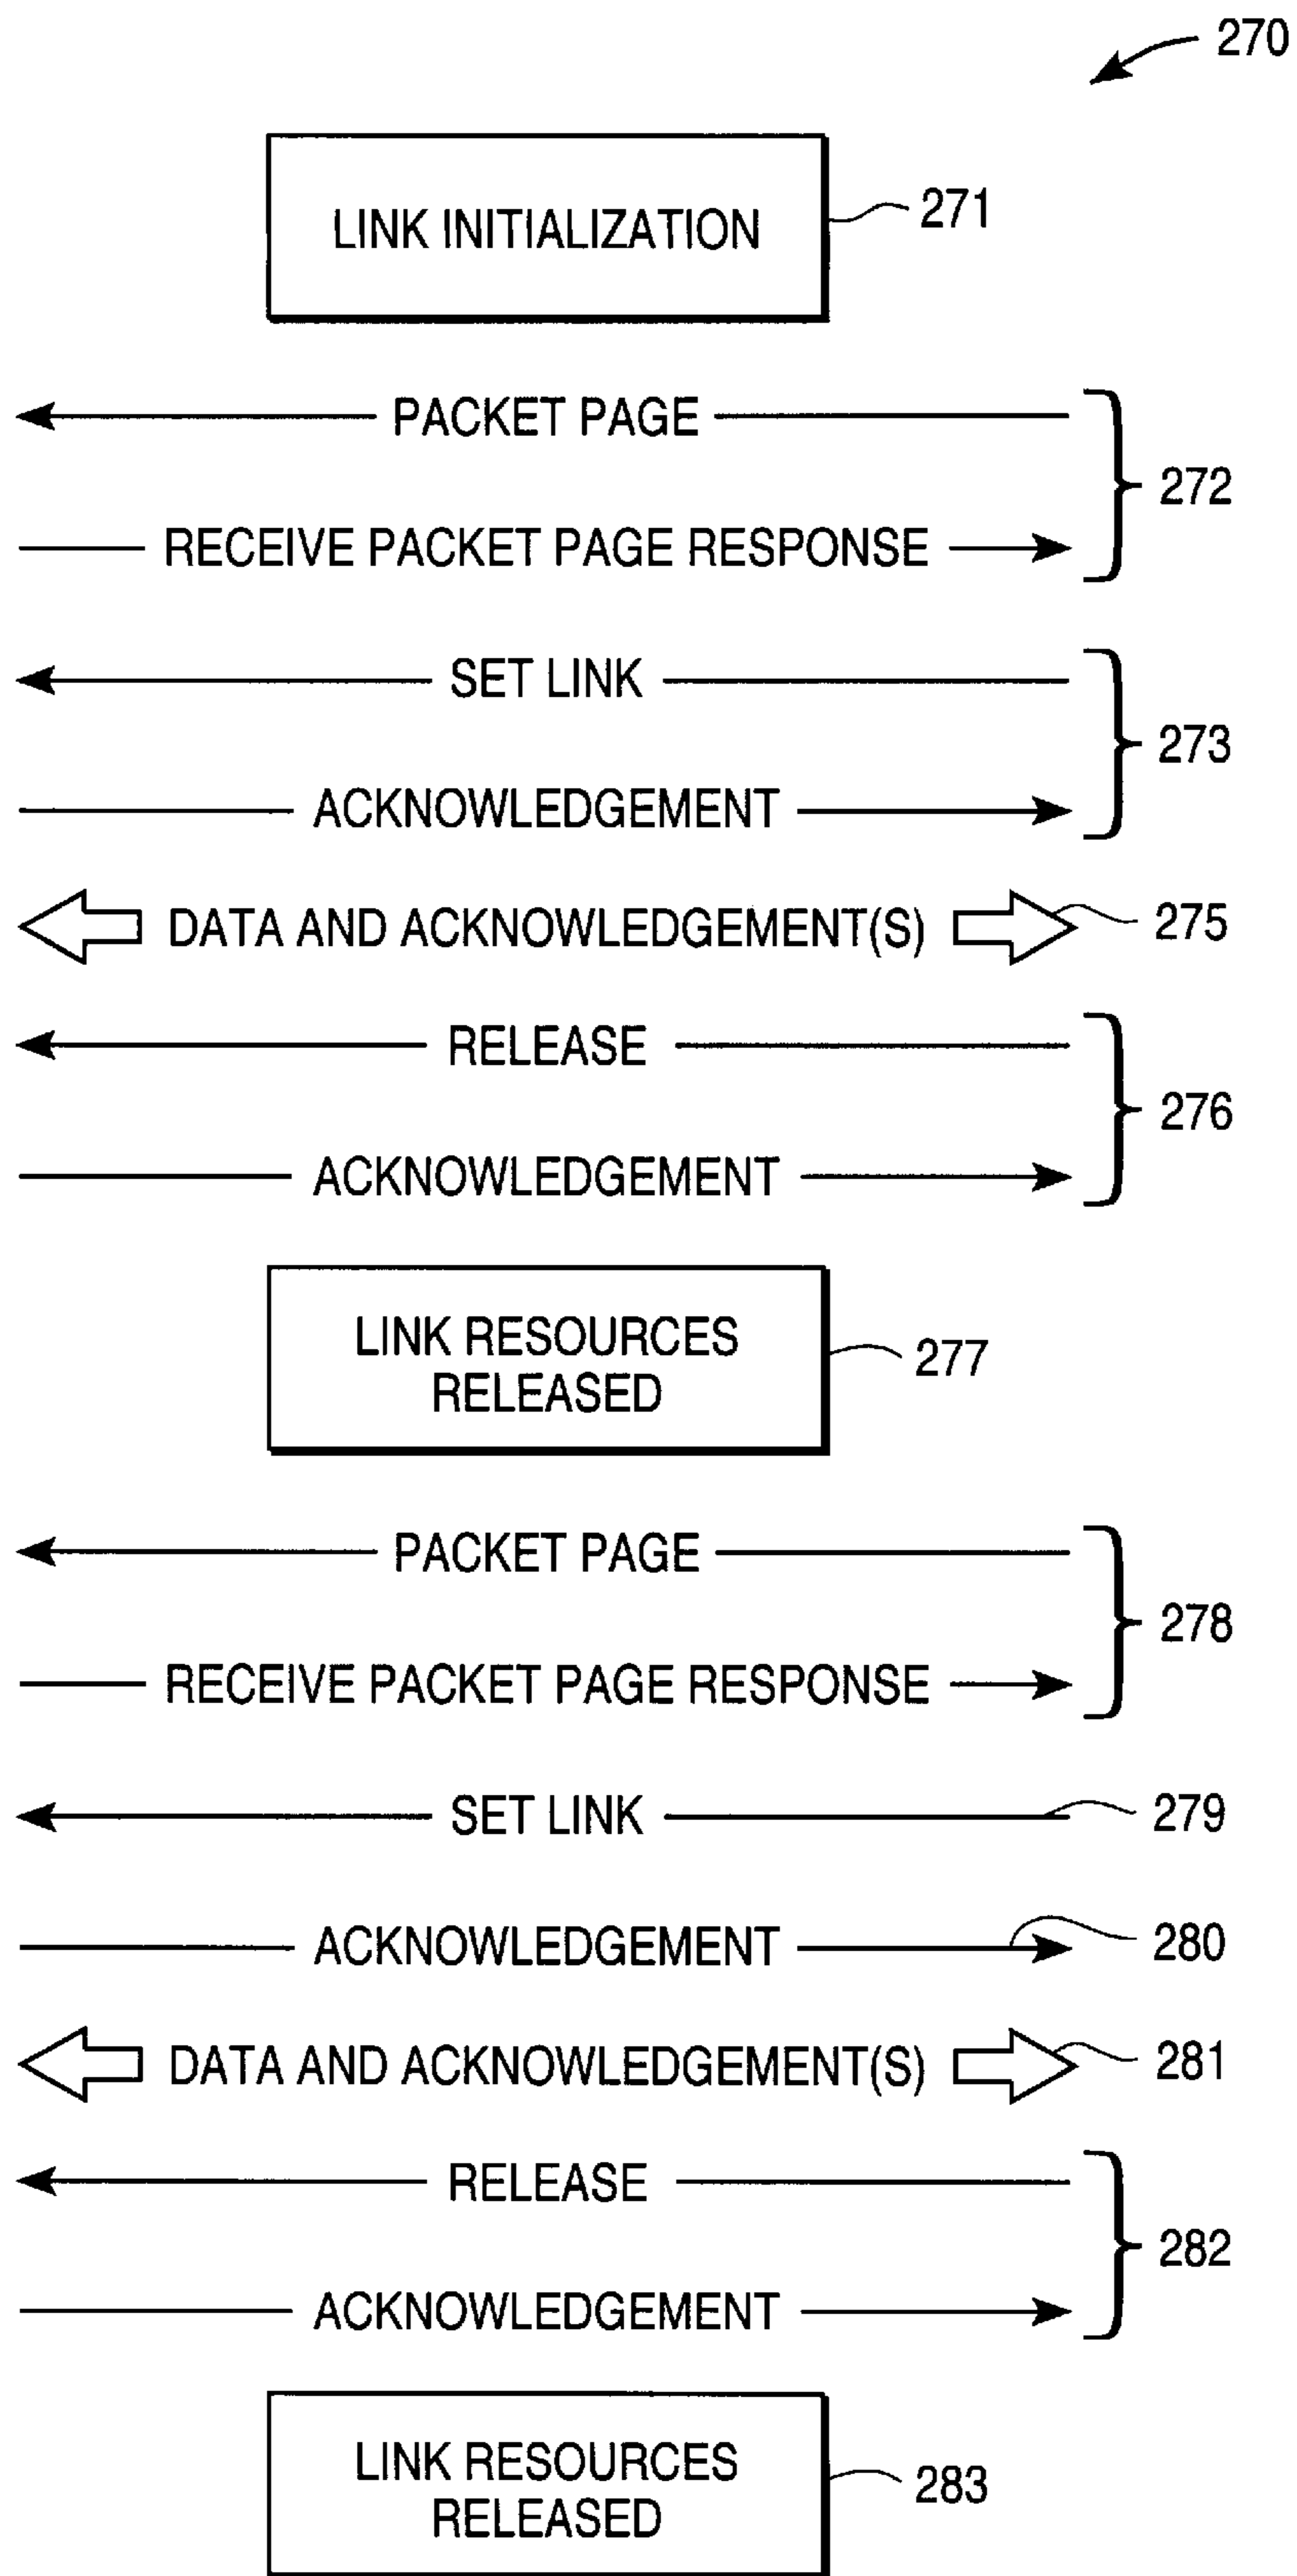 270
LINK INITIALIZATION
271
PACKET PAGE
272
RECEIVE PACKET PAGE RESPONSE
SET LINK
273
ACKNOWLEDGEMENT
DATA AND ACKNOWLEDGEMENT(S)
275
RELEASE
276
ACKNOWLEDGEMENT
LINK RESOURCES
RELEASED
277
PACKET PAGE
278
RECEIVE PACKET PAGE RESPONSE
SET LINK
279
ACKNOWLEDGEMENT
280
DATA AND ACKNOWLEDGEMENT(S)
281
RELEASE
282
ACKNOWLEDGEMENT
LINK RESOURCES
RELEASED
283